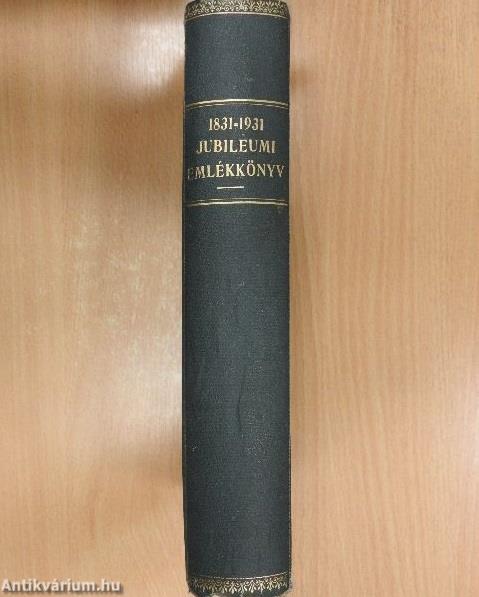 1831-1931
JUBILEUMI
EMLÉKKÖNYV
Antikvárium.hu